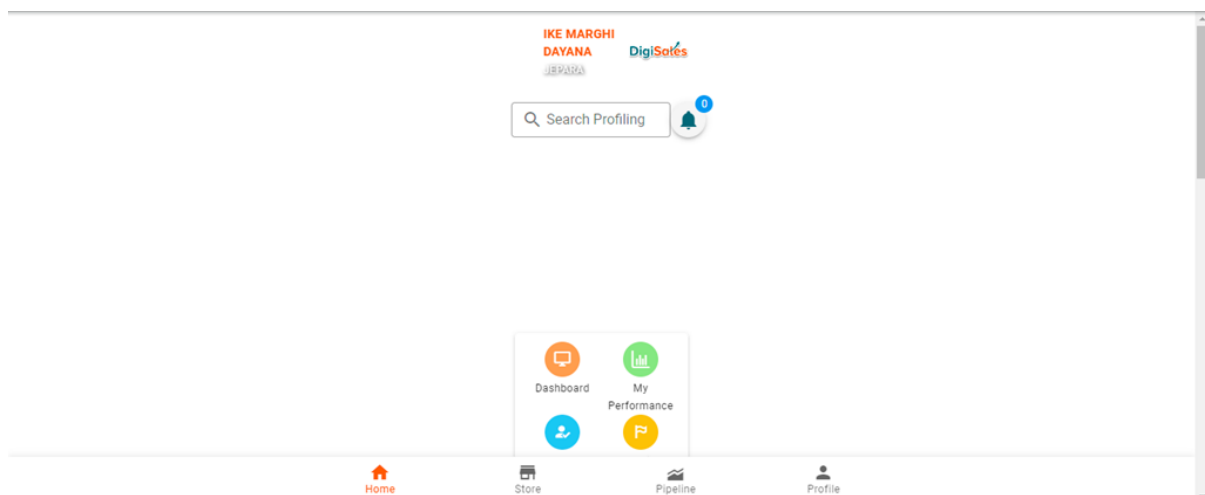 IKE MARGHI
DAYANA
DigiSales
JEPARA
Search Profiling
0
Dashboard
My
Performance
Home
Store
Pipeline
Profile